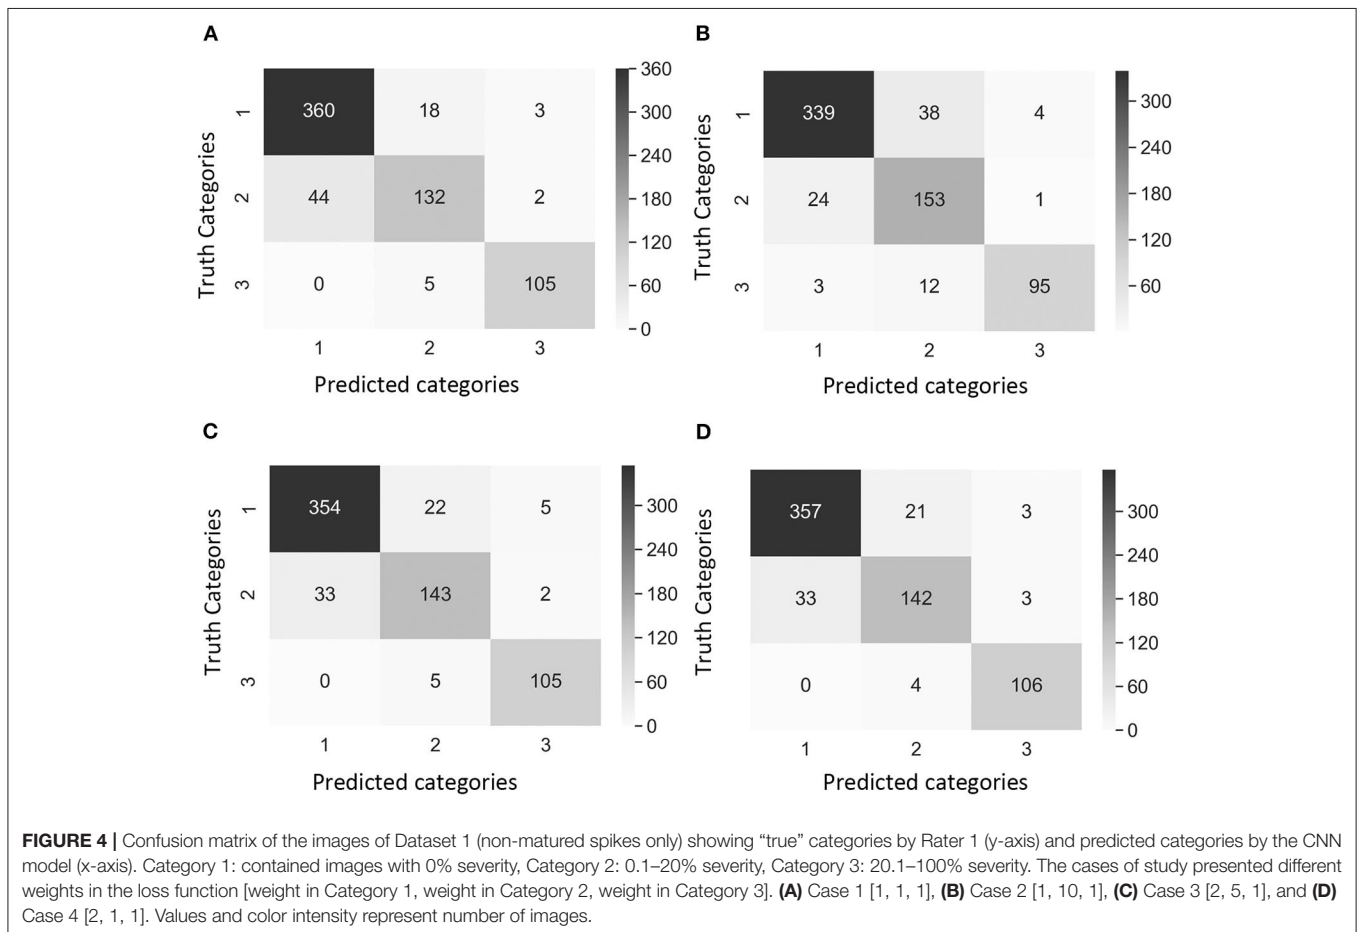 A
360 18 3
44 132 2
0 5 105
1 2 3
1 2 3
Truth Categories
Predicted categories
360
300
240
180
120
60
0
B
339 38 4
24 153 1
3 12 95
1 2 3
1 2 3
Truth Categories
Predicted categories
300
240
180
120
60
C
354 22 5
33 143 2
0 5 105
1 2 3
1 2 3
Truth Categories
Predicted categories
300
240
180
120
60
0
D
357 21 3
33 142 3
0 4 106
1 2 3
Truth Categories
Predicted categories
300
240
180
120
60
0
FIGURE 4 | Confusion matrix of the images of Dataset 1 (non-matured spikes only) showing “true” categories by Rater 1 (y-axis) and predicted categories by the CNN
model (x-axis). Category 1: contained images with 0% severity, Category 2: 0.1–20% severity, Category 3: 20.1–100% severity. The cases of study presented different
weights in the loss function [weight in Category 1, weight in Category 2, weight in Category 3]. (A) Case 1 [1, 1, 1], (B) Case 2 [1, 10, 1], (C) Case 3 [2, 5, 1], and (D)
Case 4 [2, 1, 1]. Values and color intensity represent number of images.